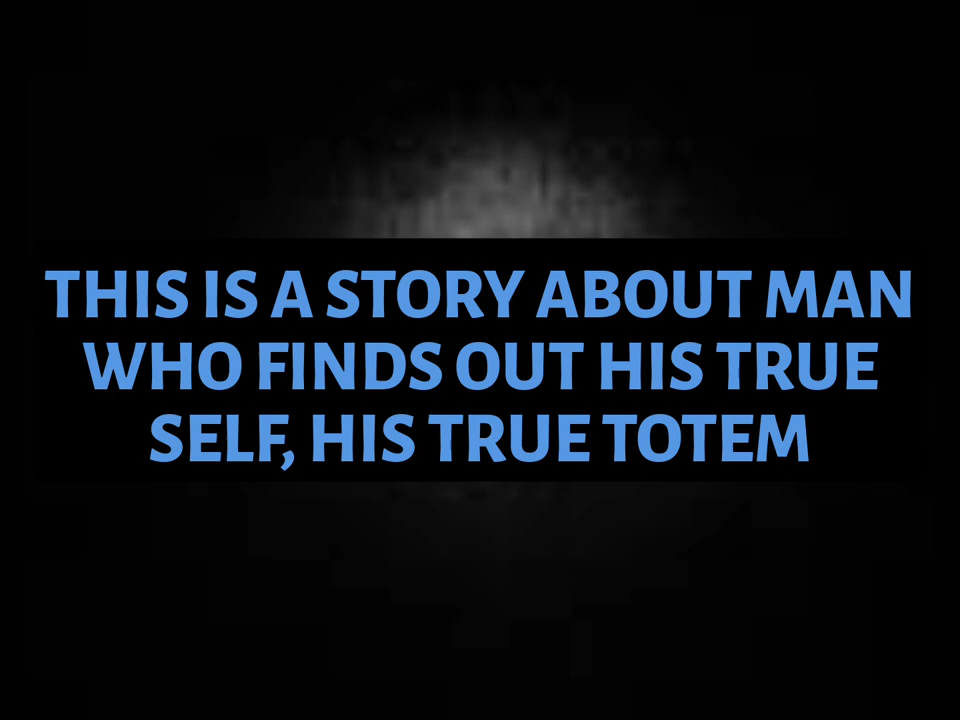 THIS IS A STORY ABOUT MAN
WHO FINDS OUT HIS TRUE
SELF, HIS TRUE TOTEM